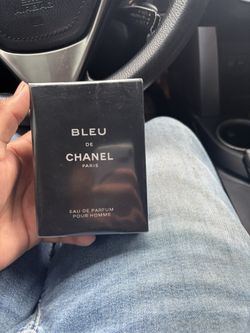 BLEU
DE
CHANEL
PARIS
EAU DE PARFUM
POUR HOMME